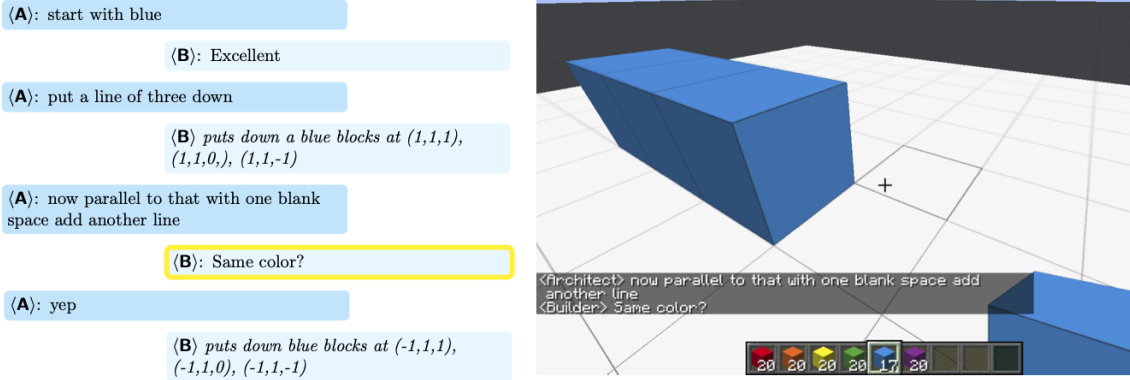 ⟨A⟩: start with blue
⟨B⟩: Excellent
⟨A⟩: put a line of three down
⟨B⟩ puts down a blue blocks at (1,1,1),
(1,1,0,), (1,1,-1)
⟨A⟩: now parallel to that with one blank
space add another line
⟨B⟩: Same color?
⟨A⟩: yep
⟨B⟩ puts down blue blocks at (-1,1,1),
(-1,1,0), (-1,1,-1)
<Architect> now parallel to that with one blank space add
another line
<Builder> Same color?
20 20 20 20 17 20